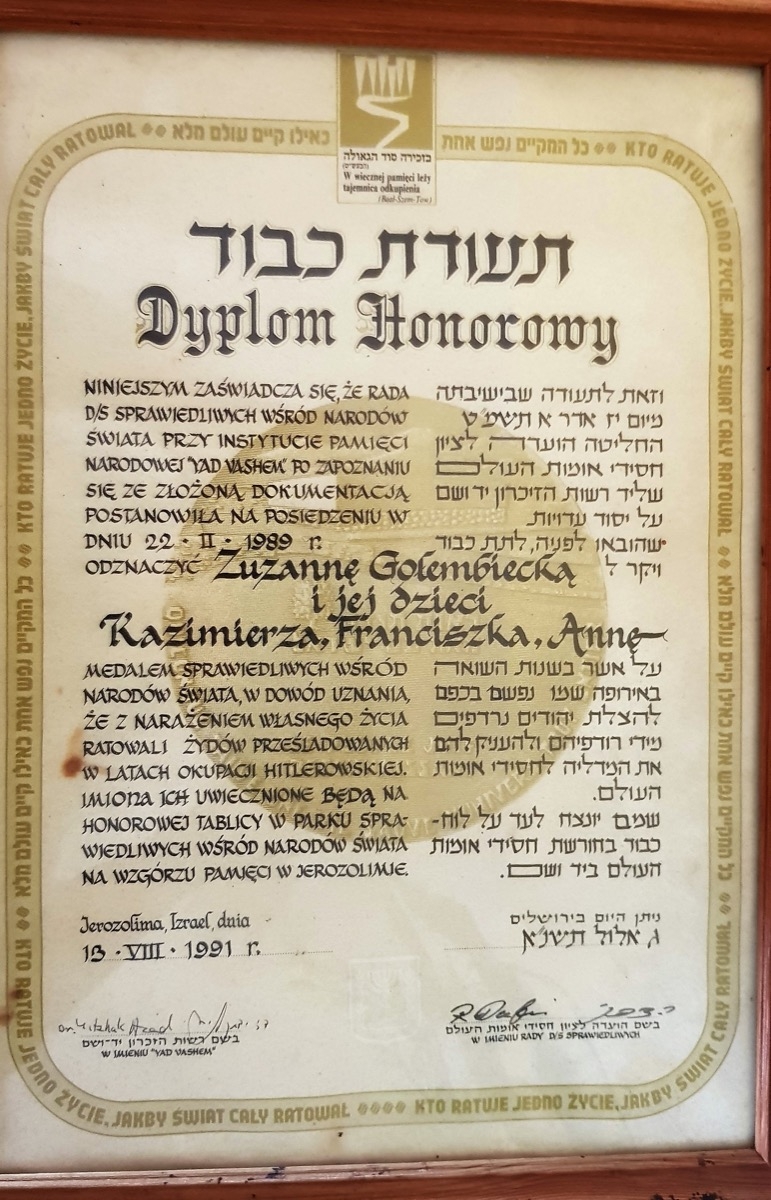 כל המקיים נפש אחת
כאילו קיים עולם מלא
KTO RATUJE JEDNO ŻYCIE, JAKBY ŚWIAT CAŁY RATOWAŁ
בזכירה סוד הגאולה
W wiecznej pamięci leży
tajemnica odkupienia
(Baal-Szem-Tow)
תעודת כבוד
Dyplom Honorowy
NINIEJSZYM ZAŚWIADCZA SIĘ, ŻE RADA
D/S SPRAWIEDLIWYCH WŚRÓD NARODÓW
ŚWIATA PRZY INSTYTUCIE PAMIĘCI
NARODOWEJ "YAD VASHEM" PO ZAPOZNANIU
SIĘ ZE ZŁOŻONĄ DOKUMENTACJĄ
POSTANOWIŁA NA POSIEDZENIU W
DNIU 22 · II · 1989 r.
ODZNACZYĆ
וזאת לתעודה שבישיבתה
מיום יז אדר א תשמ"ט
החליטה הועדה לציון
חסידי אומות העולם
שליד רשות הזיכרון יד ושם
על יסוד עדויות
שהובאו לפניה, לתת כבוד
ויקר ל
Zuzannę Gołembiecką
i jej dzieci
Kazimierza, Franciszka, Annę
MEDALEM SPRAWIEDLIWYCH WŚRÓD
NARODÓW ŚWIATA, W DOWÓD UZNANIA,
ŻE Z NARAŻENIEM WŁASNEGO ŻYCIA
RATOWALI ŻYDÓW PRZEŚLADOWANYCH
W LATACH OKUPACJI HITLEROWSKIEJ.
IMIONA ICH UWIECZNIONE BĘDĄ NA
HONOROWEJ TABLICY W PARKU SPRA-
WIEDLIWYCH WŚRÓD NARODÓW ŚWIATA
NA WZGÓRZU PAMIĘCI W JEROZOLIMIE.
על אשר בשנות השואה
באירופה שמו נפשם בכפם
להצלת יהודים נרדפים
מידי רודפיהם ולהעניק להם
את המדליה לחסידי אומות
העולם.
שמם יונצח לעד על לוח-
כבוד בחורשת חסידי אומות
העולם ביד ושם.
Jerozolima, Izrael, dnia
13 · VIII · 1991 r.
ניתן היום בירושלים
ג אלול תשנ"א
בשם רשות הזכרון יד-ושם
W IMIENIU "YAD VASHEM"
בשם הועדה לציון חסידי אומות העולם
W IMIENIU RADY D/S SPRAWIEDLIWYCH